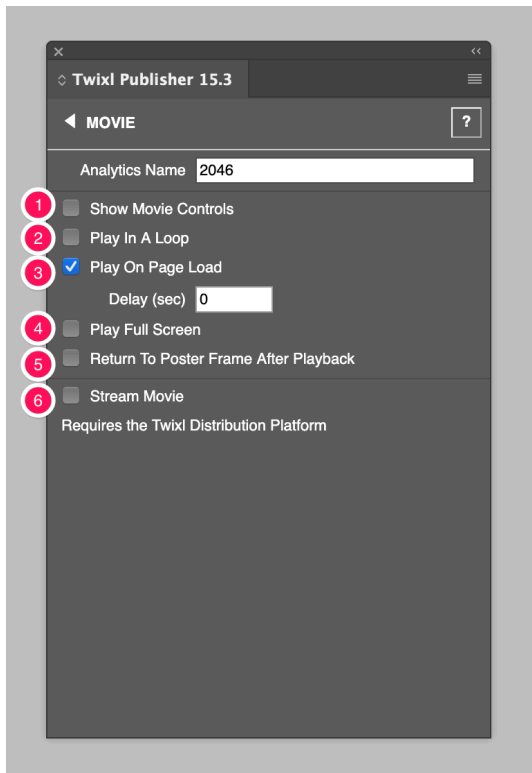 Twixl Publisher 15.3
MOVIE
?
Analytics Name 2046
1 Show Movie Controls
2 Play In A Loop
3 Play On Page Load
Delay (sec) 0
4 Play Full Screen
5 Return To Poster Frame After Playback
6 Stream Movie
Requires the Twixl Distribution Platform